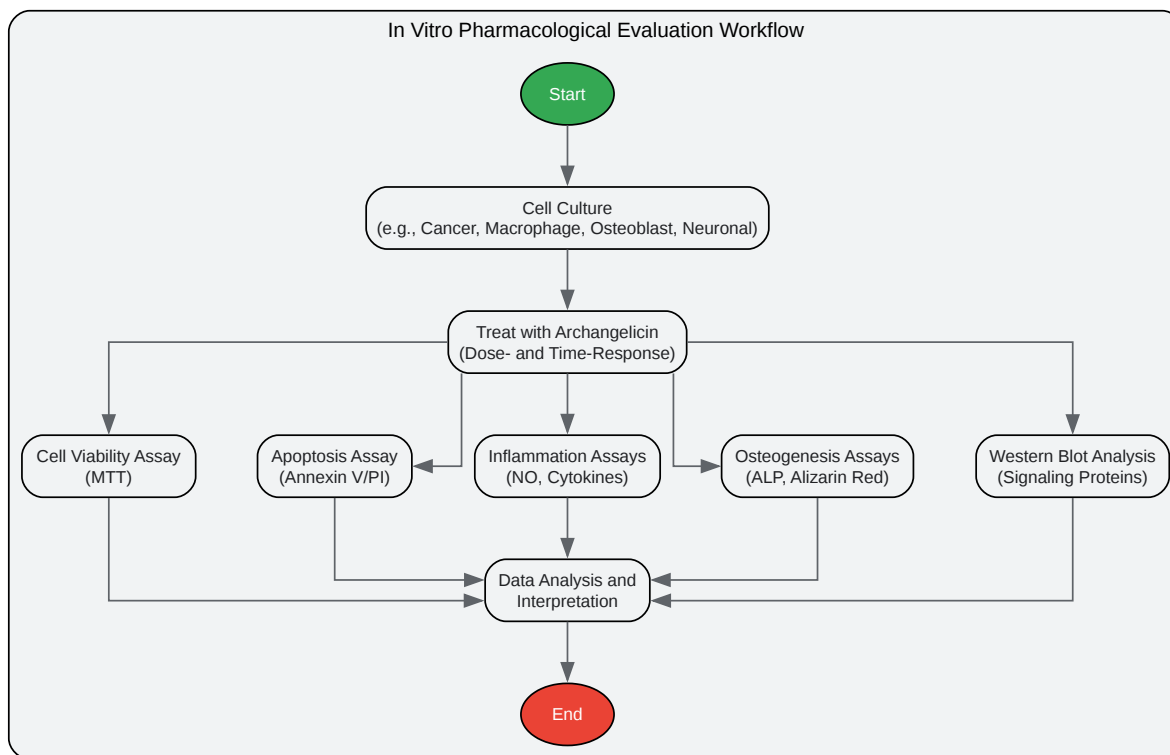 In Vitro Pharmacological Evaluation Workflow
Start
Cell Culture
(e.g., Cancer, Macrophage, Osteoblast, Neuronal)
Treat with Archangelicin
(Dose- and Time-Response)
Cell Viability Assay
(MTT)
Apoptosis Assay
(Annexin V/PI)
Inflammation Assays
(NO, Cytokines)
Osteogenesis Assays
(ALP, Alizarin Red)
Western Blot Analysis
(Signaling Proteins)
Data Analysis and
Interpretation
End